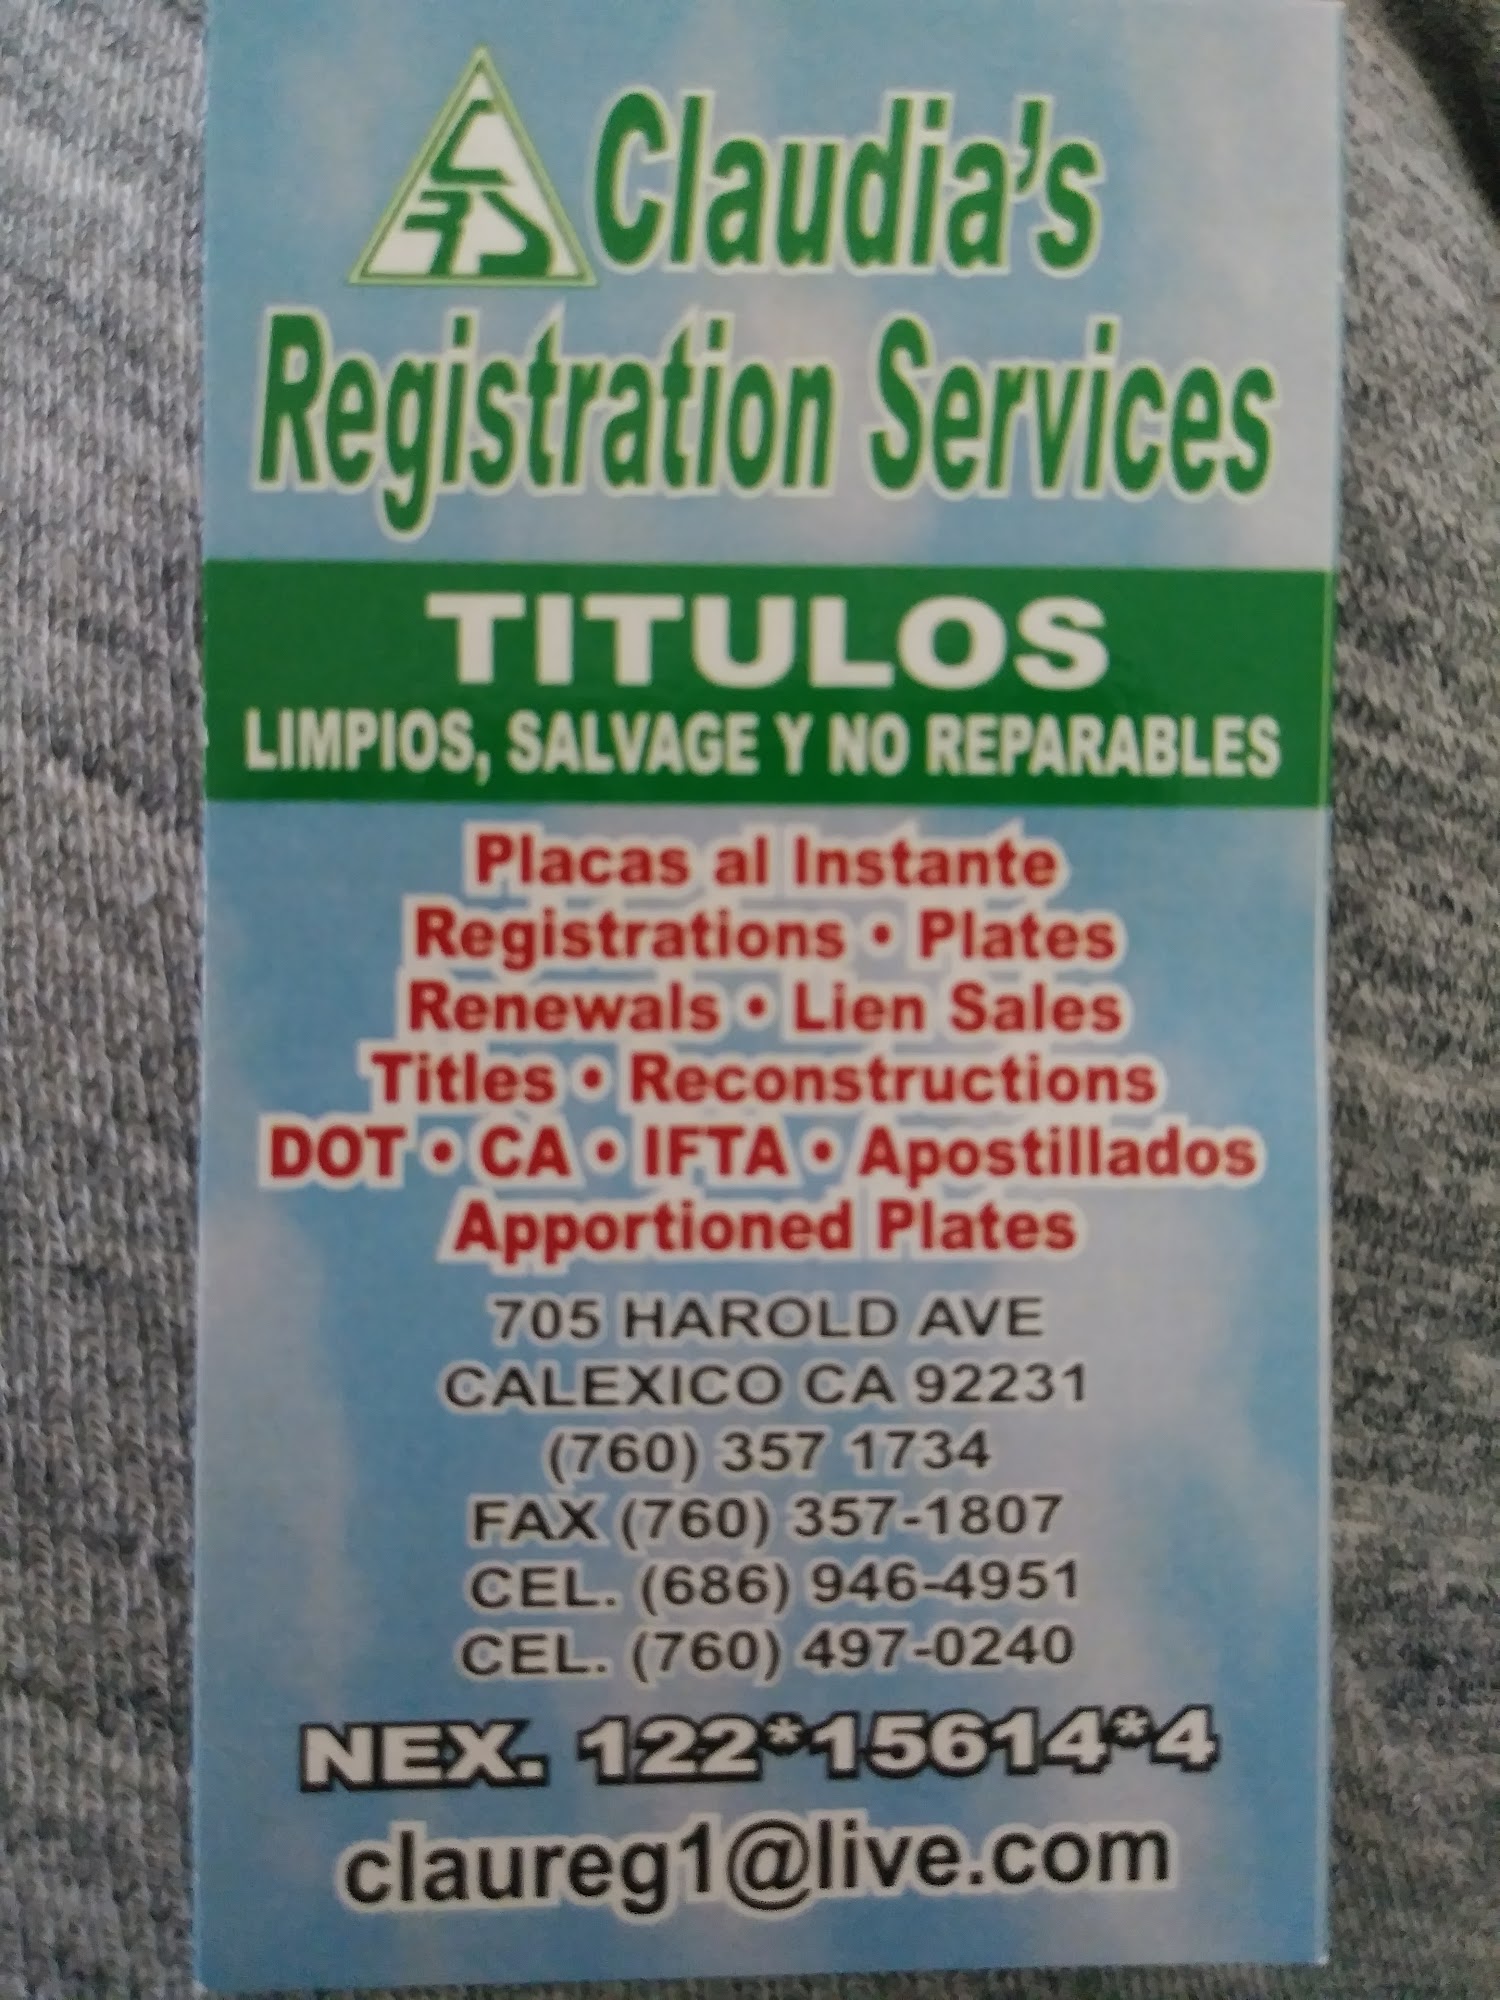 CRS
Claudia's
Registration Services
TITULOS
LIMPIOS, SALVAGE Y NO REPARABLES
Placas al Instante
Registrations • Plates
Renewals • Lien Sales
Titles • Reconstructions
DOT • CA • IFTA • Apostillados
Apportioned Plates
705 HAROLD AVE
CALEXICO CA 92231
(760) 357 1734
FAX (760) 357-1807
CEL. (686) 946-4951
CEL. (760) 497-0240
NEX. 122*15614*4
claureg1@live.com